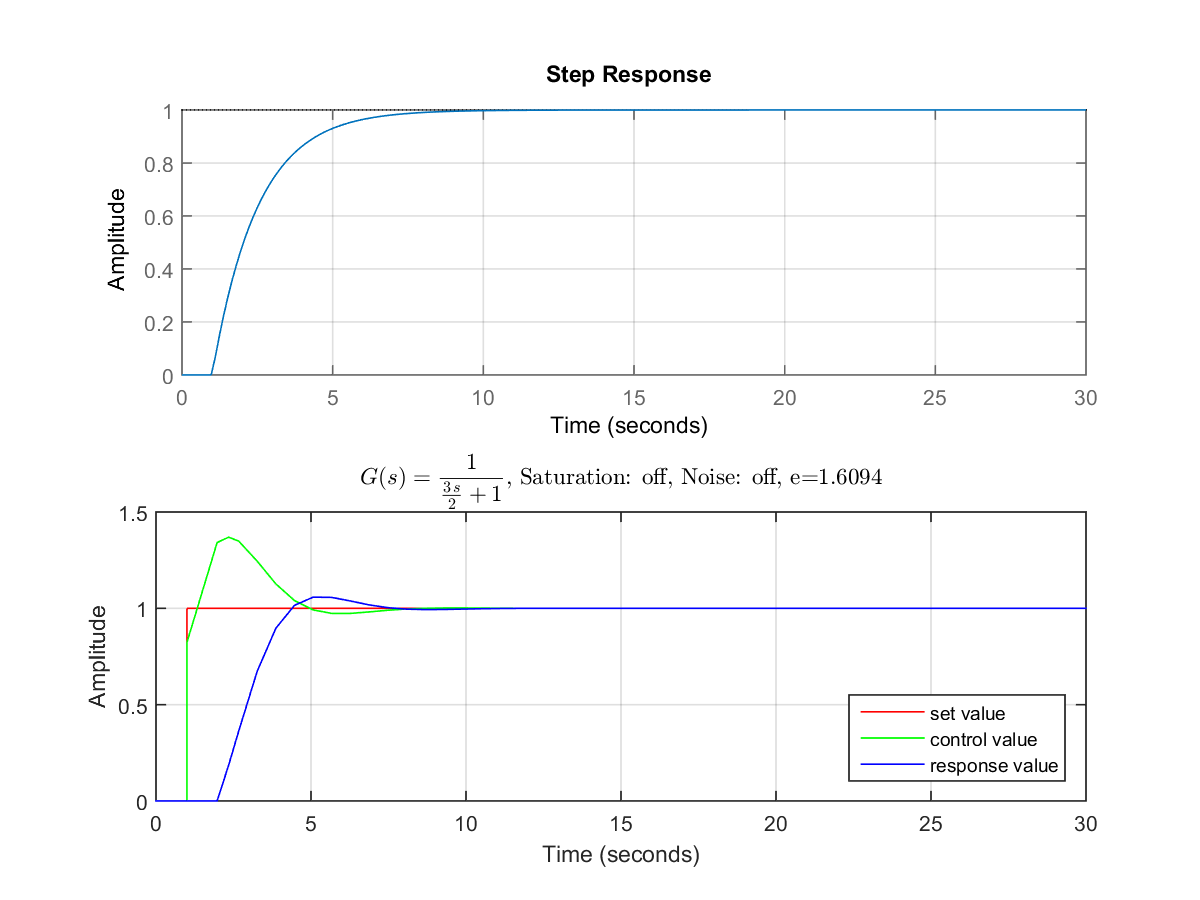 Step Response
Amplitude
1
0.8
0.6
0.4
0.2
0
0 5 10 15 20 25 30
Time (seconds)
G(s) = \frac{1}{\frac{3s}{2}+1}, Saturation: off, Noise: off, e=1.6094
Amplitude
1.5
1
0.5
0
set value
control value
response value
0 5 10 15 20 25 30
Time (seconds)